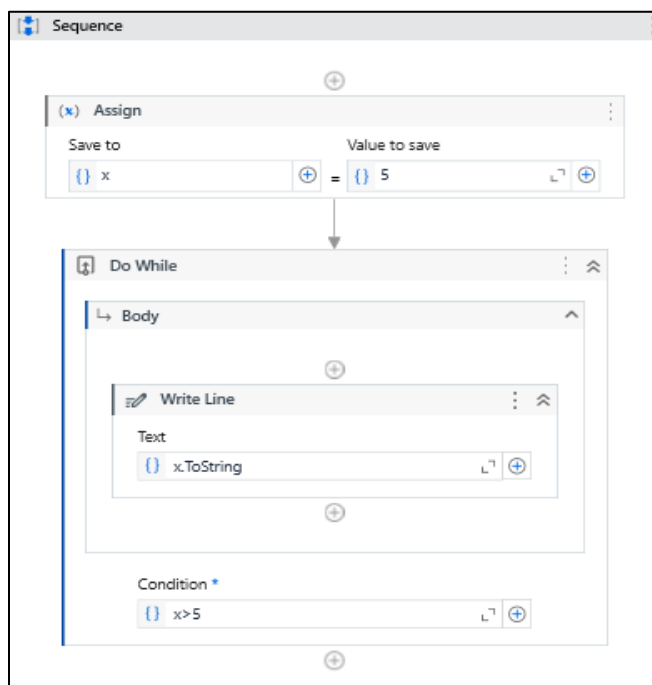 Sequence
(x) Assign
Save to Value to save
{} x = {} 5
Do While
Body
Write Line
Text
{} x.ToString
Condition *
{} x>5